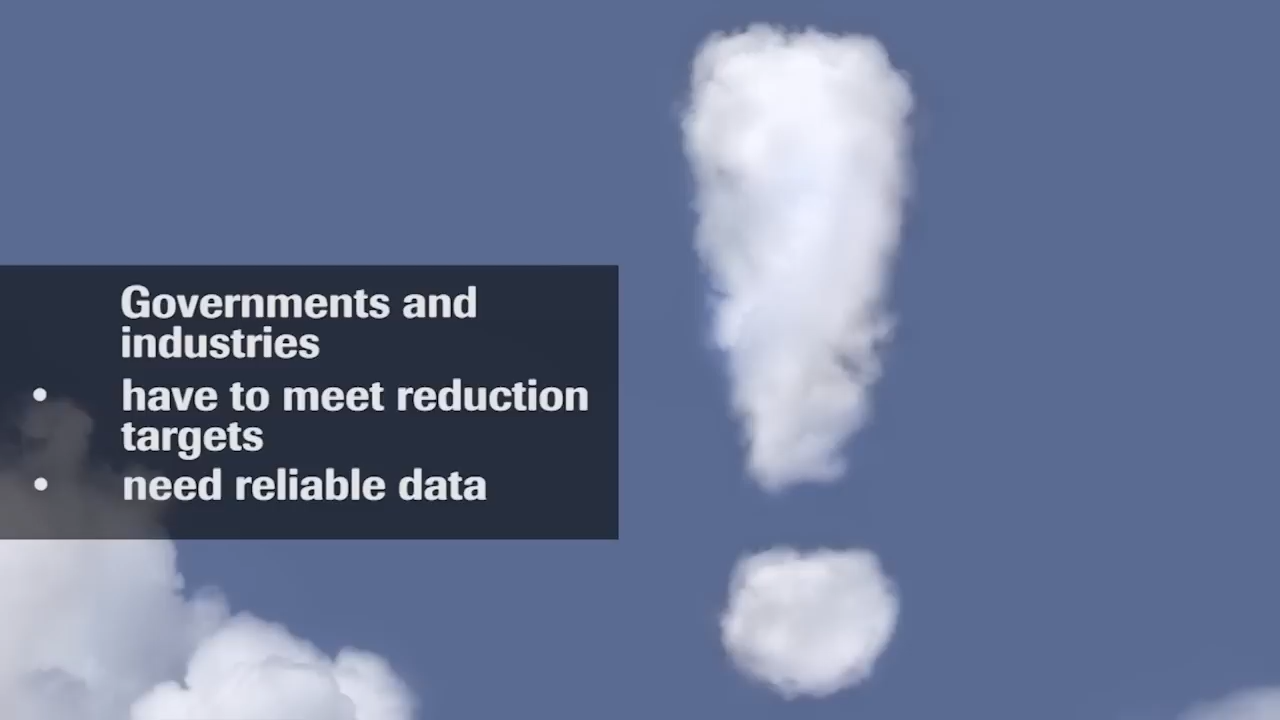 Governments and
industries
• have to meet reduction
targets
• need reliable data